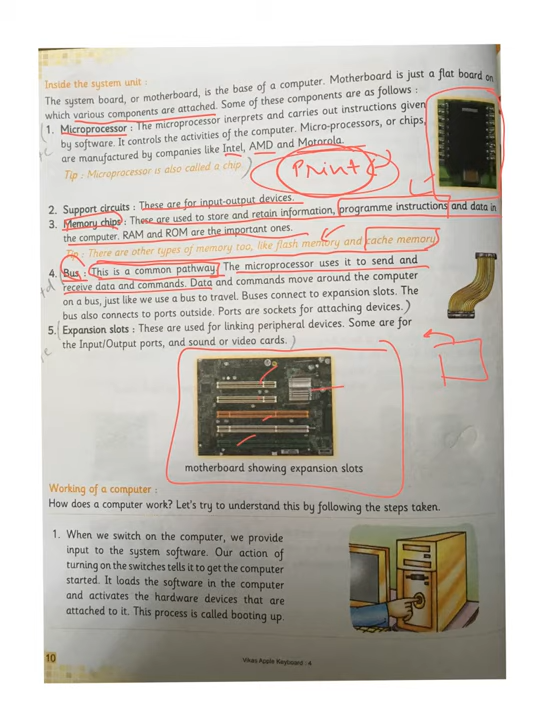 Inside the system unit :
The system board, or motherboard, is the base of a computer. Motherboard is just a flat board on
which various components are attached. Some of these components are as follows :
1. Microprocessor : The microprocessor inerprets and carries out instructions given
by software. It controls the activities of the computer. Micro-processors, or chips,
are manufactured by companies like Intel, AMD and Motorola.
Tip : Microprocessor is also called a chip.
Print
2. Support circuits : These are for input-output devices.
3. Memory chips : These are used to store and retain information, programme instructions and data in
the computer. RAM and ROM are the important ones.
Tip : There are other types of memory too, like flash memory and cache memory
4. Bus : This is a common pathway. The microprocessor uses it to send and
receive data and commands. Data and commands move around the computer
on a bus, just like we use a bus to travel. Buses connect to expansion slots. The
bus also connects to ports outside. Ports are sockets for attaching devices.
5. Expansion slots : These are used for linking peripheral devices. Some are for
the Input/Output ports, and sound or video cards.
motherboard showing expansion slots
Working of a computer :
How does a computer work? Let's try to understand this by following the steps taken.
1. When we switch on the computer, we provide
input to the system software. Our action of
turning on the switches tells it to get the computer
started. It loads the software in the computer
and activates the hardware devices that are
attached to it. This process is called booting up.
10
Vikas Apple Keyboard : 4